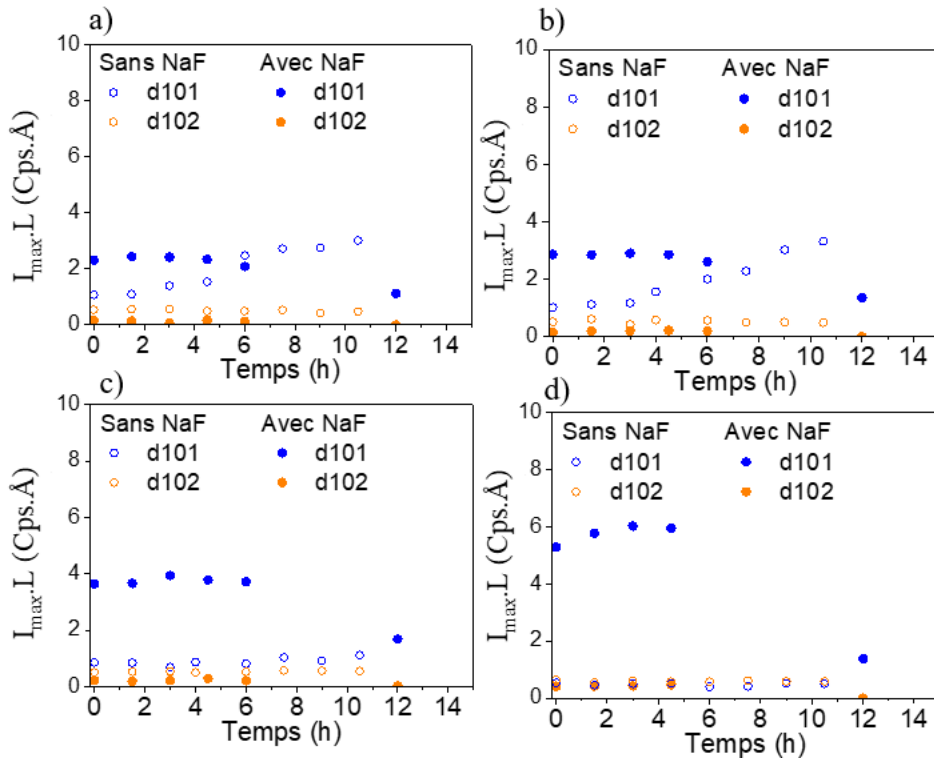 a)
10
8
6
4
2
0
I_max.L (Cps.Å)
Sans NaF Avec NaF
d101 d101
d102 d102
0 2 4 6 8 10 12 14
Temps (h)
b)
10
8
6
4
2
0
I_max.L (Cps.Å)
Sans NaF Avec NaF
d101 d101
d102 d102
0 2 4 6 8 10 12 14
Temps (h)
c)
10
8
6
4
2
0
I_max.L (Cps.Å)
Sans NaF Avec NaF
d101 d101
d102 d102
0 2 4 6 8 10 12 14
Temps (h)
d)
10
8
6
4
2
0
I_max.L (Cps.Å)
Sans NaF Avec NaF
d101 d101
d102 d102
0 2 4 6 8 10 12 14
Temps (h)